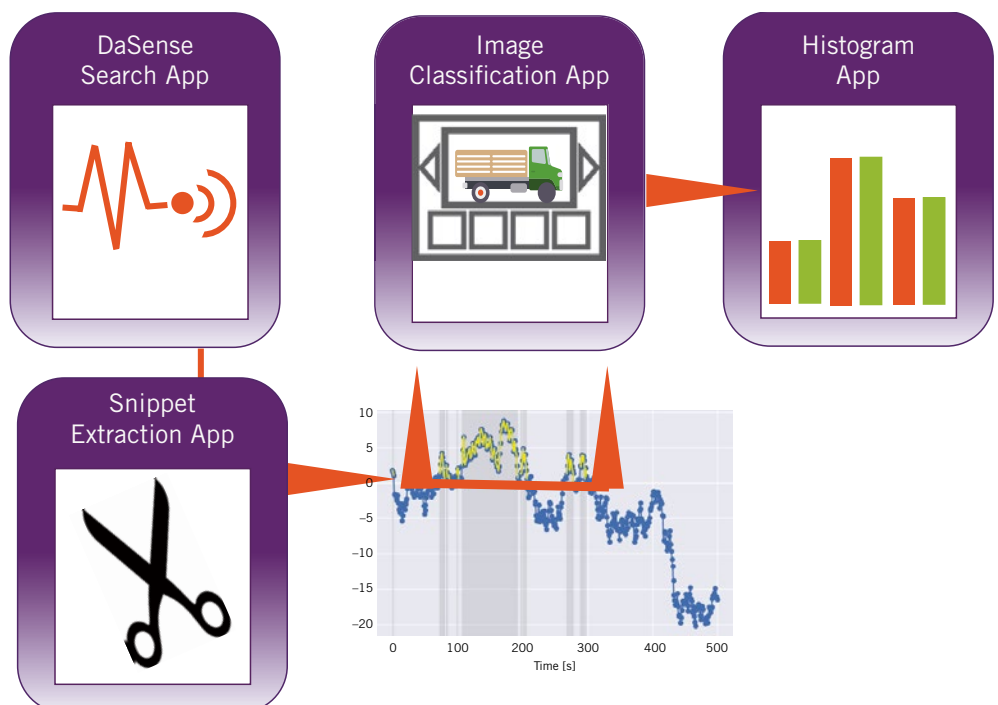 DaSense
Search App
Image
Classification App
Histogram
App
Snippet
Extraction App
10
5
0
−5
−10
−15
−20
0 100 200 300 400 500
Time [s]